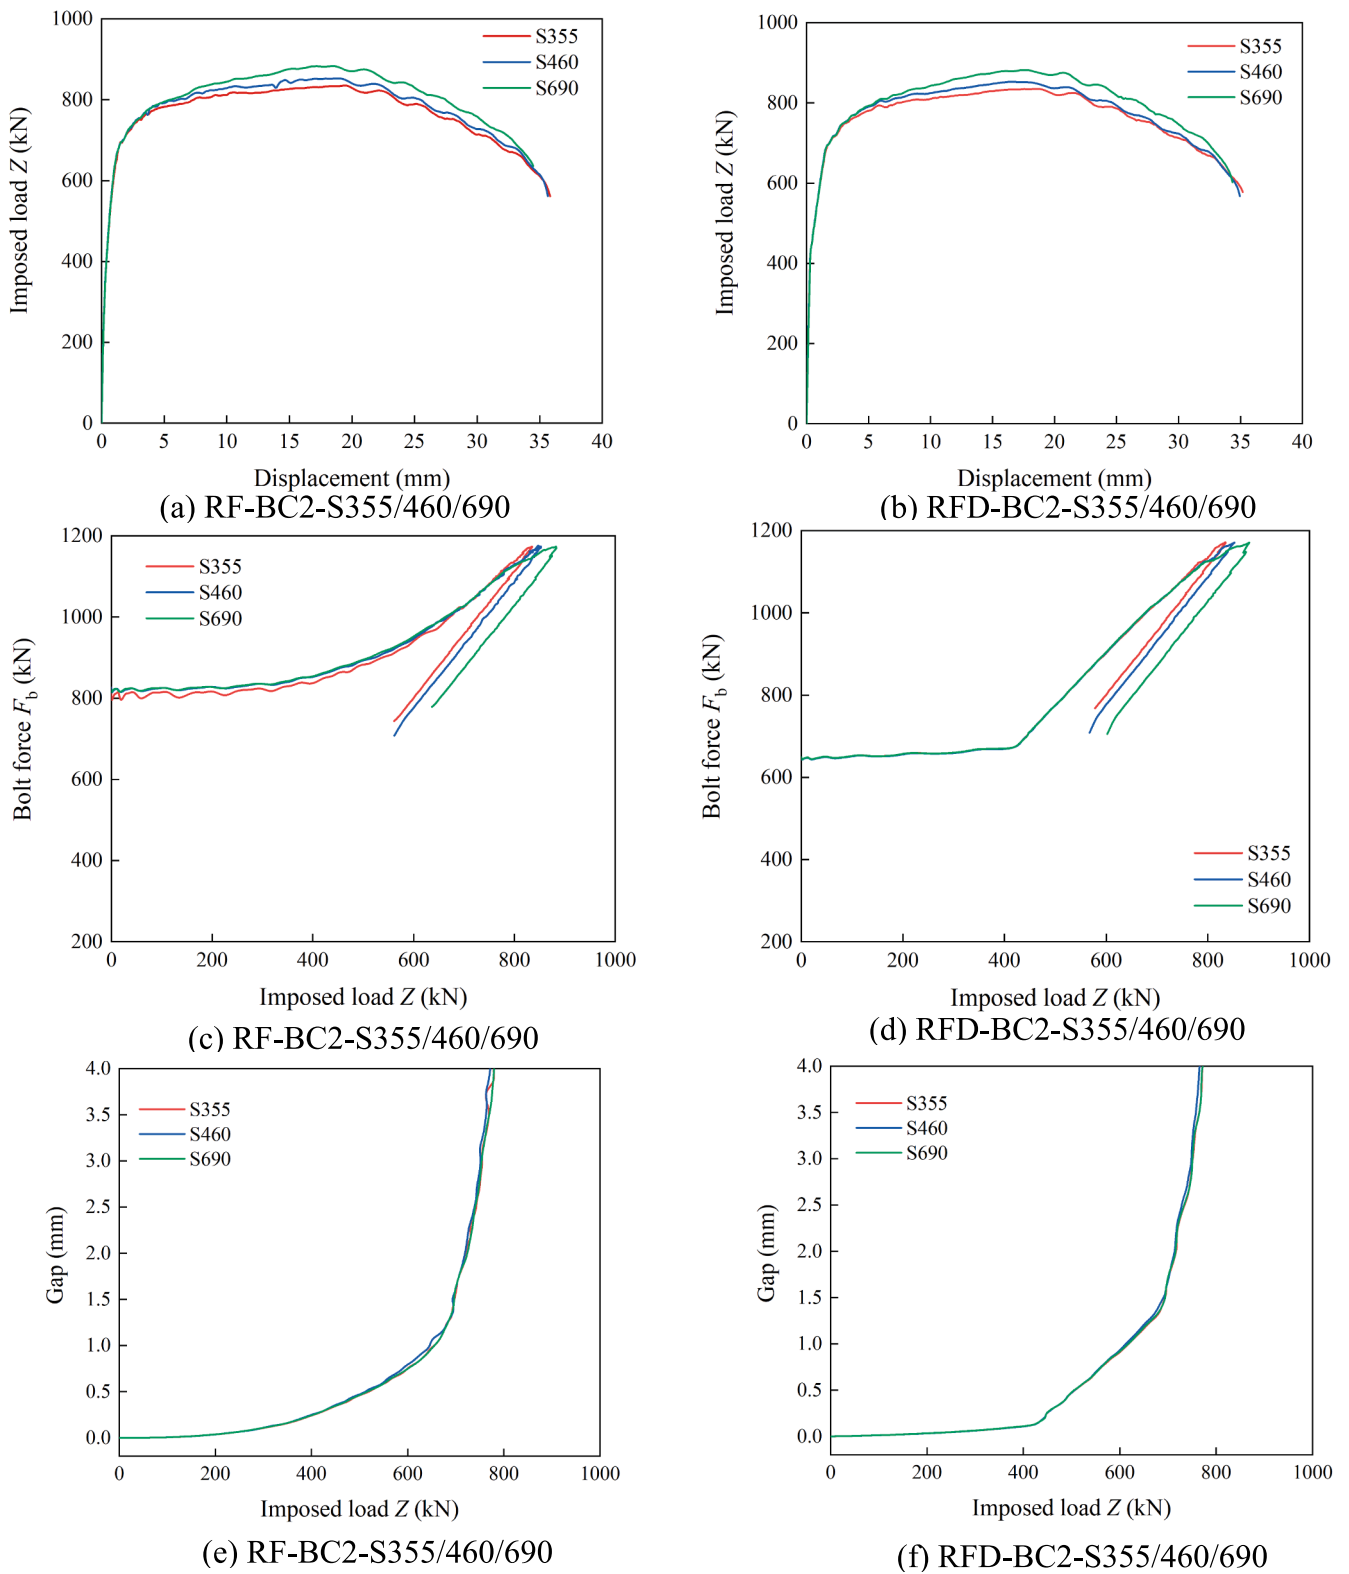 1000
800
600
400
200
0
Imposed load Z (kN)
S355
S460
S690
0 5 10 15 20 25 30 35 40
Displacement (mm)
(a) RF-BC2-S355/460/690
1000
800
600
400
200
0
Imposed load Z (kN)
S355
S460
S690
0 5 10 15 20 25 30 35 40
Displacement (mm)
(b) RFD-BC2-S355/460/690
1200
1000
800
600
400
200
Bolt force Fb (kN)
S355
S460
S690
0 200 400 600 800 1000
Imposed load Z (kN)
(c) RF-BC2-S355/460/690
1200
1000
800
600
400
200
Bolt force Fb (kN)
S355
S460
S690
0 200 400 600 800 1000
Imposed load Z (kN)
(d) RFD-BC2-S355/460/690
4.0
3.5
3.0
2.5
2.0
1.5
1.0
0.5
0.0
Gap (mm)
S355
S460
S690
0 200 400 600 800 1000
Imposed load Z (kN)
(e) RF-BC2-S355/460/690
4.0
3.5
3.0
2.5
2.0
1.5
1.0
0.5
0.0
Gap (mm)
S355
S460
S690
0 200 400 600 800 1000
Imposed load Z (kN)
(f) RFD-BC2-S355/460/690